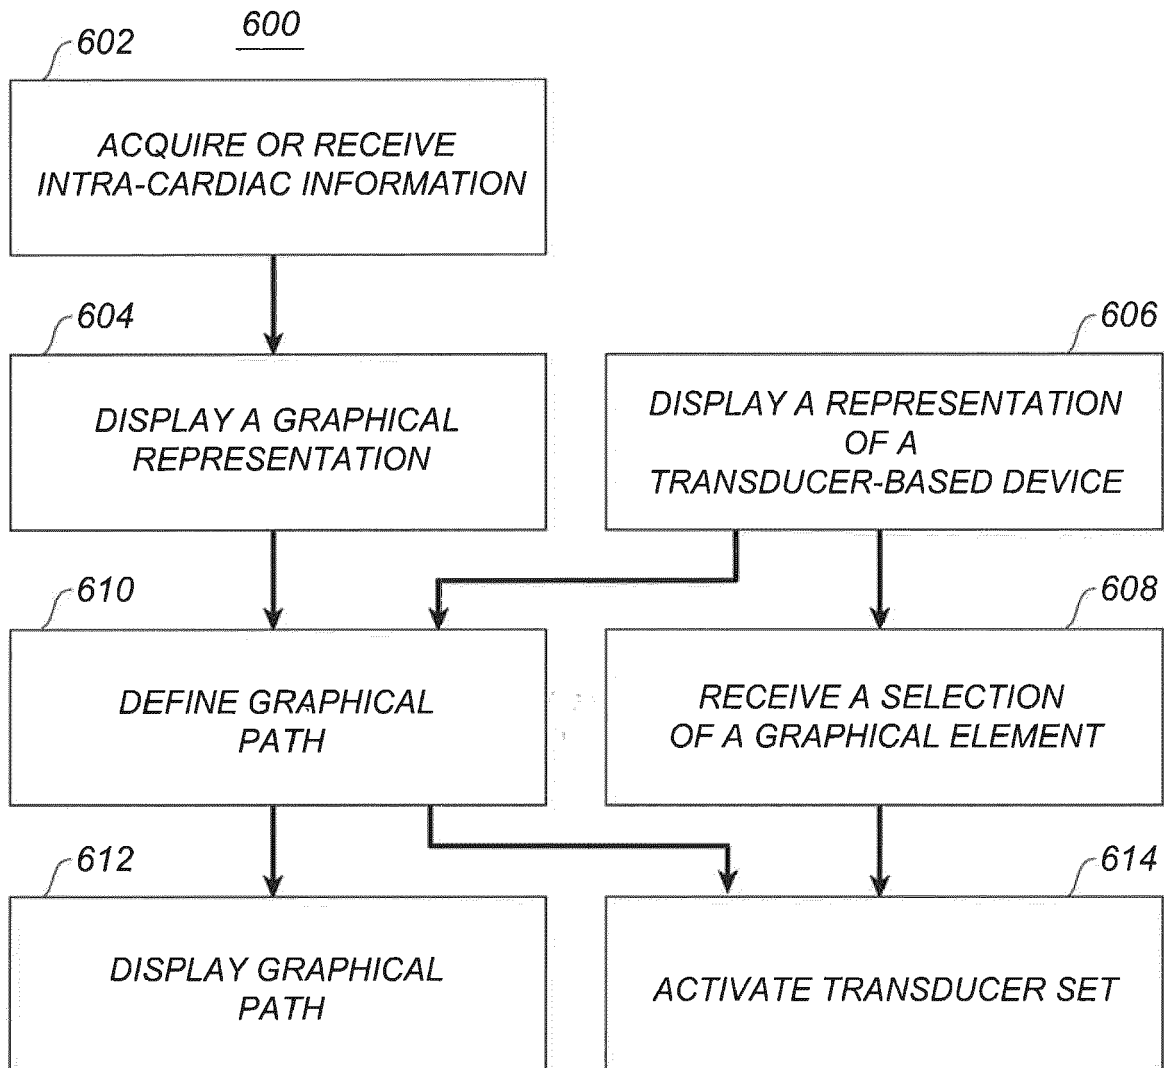 600
602
ACQUIRE OR RECEIVE
INTRA-CARDIAC INFORMATION
604
DISPLAY A GRAPHICAL
REPRESENTATION
606
DISPLAY A REPRESENTATION
OF A
TRANSDUCER-BASED DEVICE
610
DEFINE GRAPHICAL
PATH
608
RECEIVE A SELECTION
OF A GRAPHICAL ELEMENT
612
DISPLAY GRAPHICAL
PATH
614
ACTIVATE TRANSDUCER SET